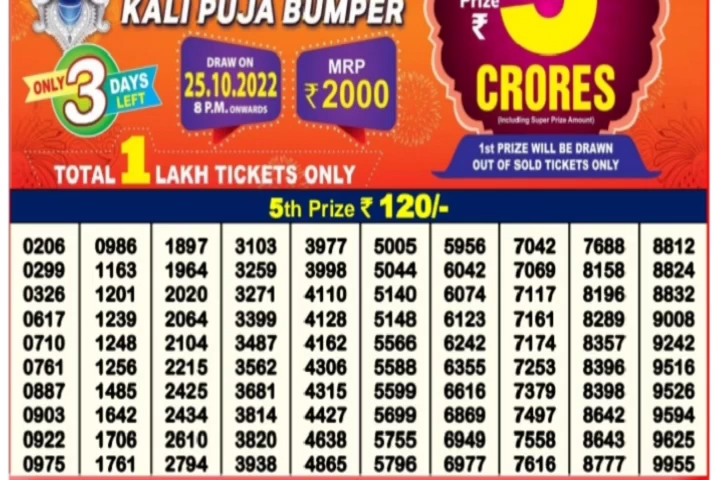 KALI PUJA BUMPER
Prize
₹ 5
CRORES
(Including Super Prize Amount)
ONLY 3 DAYS LEFT
DRAW ON
25.10.2022
8 P.M. ONWARDS
MRP
₹ 2000
1st PRIZE WILL BE DRAWN
OUT OF SOLD TICKETS ONLY
TOTAL 1 LAKH TICKETS ONLY
5th Prize ₹ 120/-
0206 0986 1897 3103 3977 5005 5956 7042 7688 8812
0299 1163 1964 3259 3998 5044 6042 7069 8158 8824
0326 1201 2020 3271 4110 5140 6074 7117 8196 8832
0617 1239 2064 3399 4128 5148 6123 7161 8289 9008
0710 1248 2104 3487 4162 5566 6242 7174 8357 9242
0761 1256 2215 3562 4306 5588 6355 7253 8396 9516
0887 1485 2425 3681 4315 5599 6616 7379 8398 9526
0903 1642 2434 3814 4427 5699 6869 7497 8642 9594
0922 1706 2610 3820 4638 5755 6949 7558 8643 9625
0975 1761 2794 3938 4865 5796 6977 7616 8777 9955